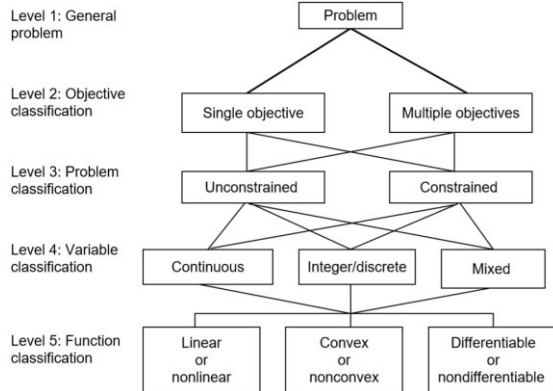 Level 1: General
problem
Problem
Level 2: Objective
classification
Single objective
Multiple objectives
Level 3: Problem
classification
Unconstrained
Constrained
Level 4: Variable
classification
Continuous
Integer/discrete
Mixed
Level 5: Function
classification
Linear
or
nonlinear
Convex
or
nonconvex
Differentiable
or
nondifferentiable